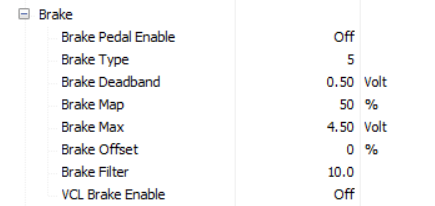 Brake
Brake Pedal Enable Off
Brake Type 5
Brake Deadband 0.50 Volt
Brake Map 50 %
Brake Max 4.50 Volt
Brake Offset 0 %
Brake Filter 10.0
VCL Brake Enable Off